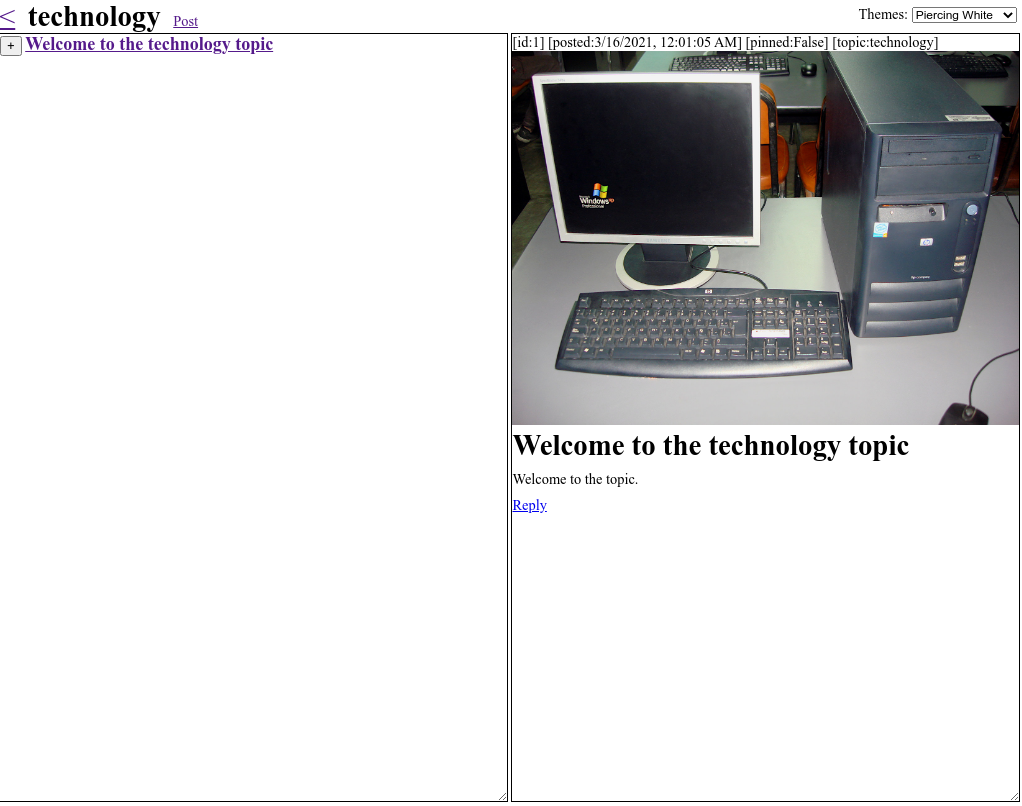 < technology Post Themes: Piercing White
+ Welcome to the technology topic
[id:1] [posted:3/16/2021, 12:01:05 AM] [pinned:False] [topic:technology]
Windows xp
Professional
hp
Welcome to the technology topic
Welcome to the topic.
Reply